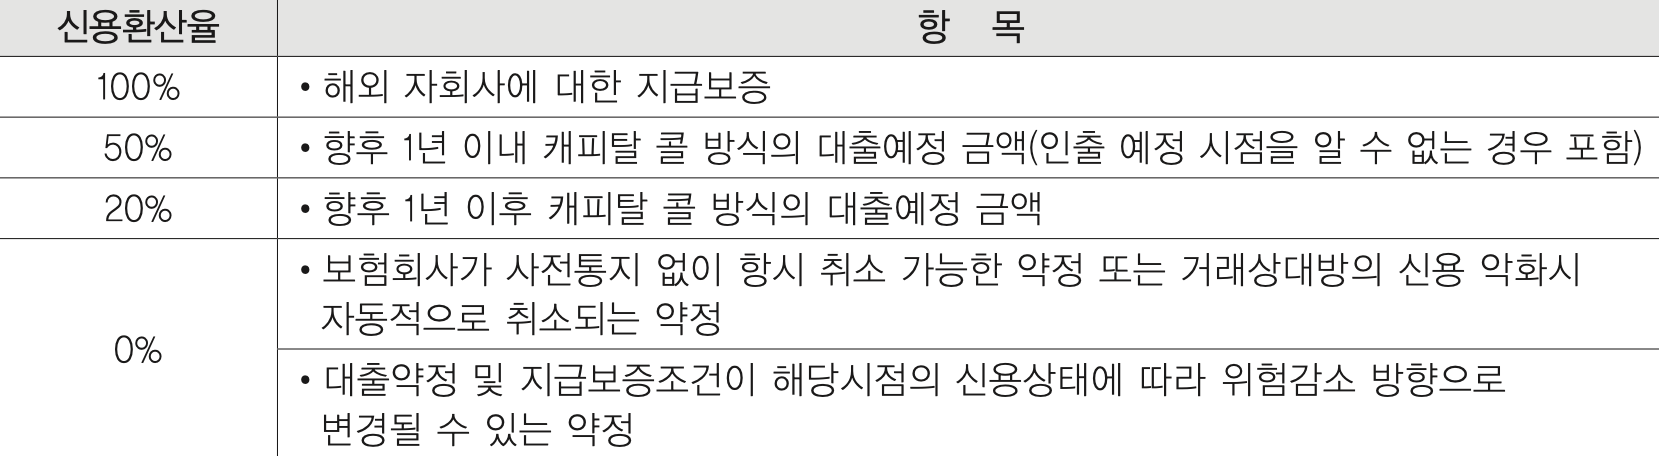 신용환산율 항 목
100% • 해외 자회사에 대한 지급보증
50% • 향후 1년 이내 캐피탈 콜 방식의 대출예정 금액(인출 예정 시점을 알 수 없는 경우 포함)
20% • 향후 1년 이후 캐피탈 콜 방식의 대출예정 금액
0% • 보험회사가 사전통지 없이 항시 취소 가능한 약정 또는 거래상대방의 신용 악화시
자동적으로 취소되는 약정
• 대출약정 및 지급보증조건이 해당시점의 신용상태에 따라 위험감소 방향으로
변경될 수 있는 약정